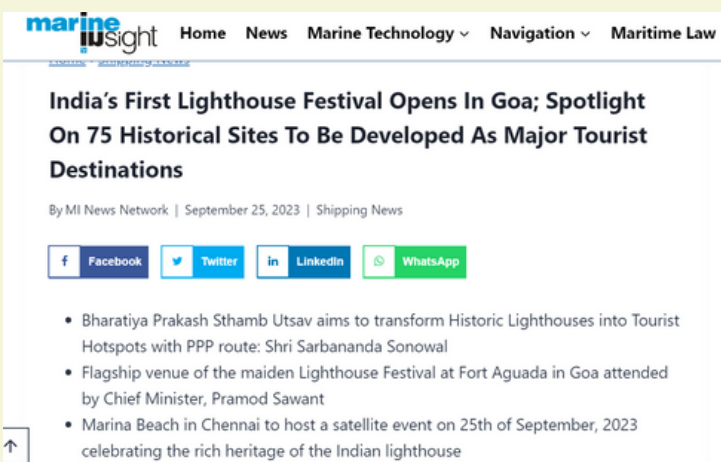 marine insight
Home News Marine Technology Navigation Maritime Law
Home Shipping News
India's First Lighthouse Festival Opens In Goa; Spotlight
On 75 Historical Sites To Be Developed As Major Tourist
Destinations
By MI News Network | September 25, 2023 | Shipping News
Facebook Twitter LinkedIn WhatsApp
• Bharatiya Prakash Sthamb Utsav aims to transform Historic Lighthouses into Tourist
Hotspots with PPP route: Shri Sarbananda Sonowal
• Flagship venue of the maiden Lighthouse Festival at Fort Aguada in Goa attended
by Chief Minister, Pramod Sawant
• Marina Beach in Chennai to host a satellite event on 25th of September, 2023
celebrating the rich heritage of the Indian lighthouse